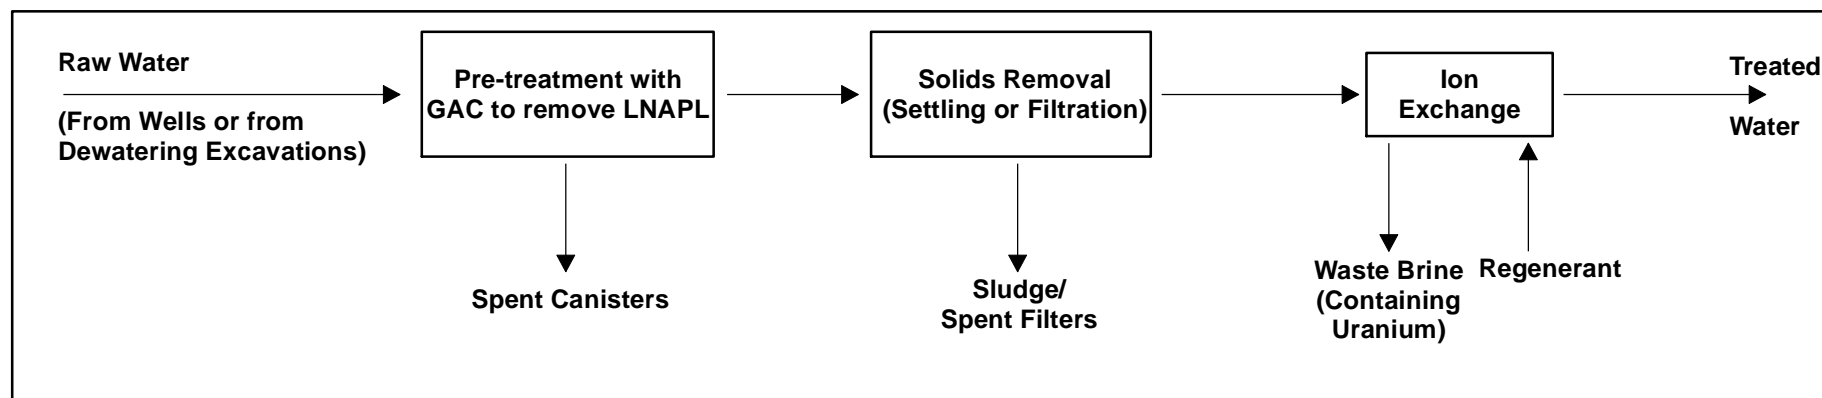 Raw Water
(From Wells or from
Dewatering Excavations)
Pre-treatment with
GAC to remove LNAPL
Spent Canisters
Solids Removal
(Settling or Filtration)
Sludge/
Spent Filters
Ion
Exchange
Waste Brine
(Containing
Uranium)
Regenerant
Treated
Water